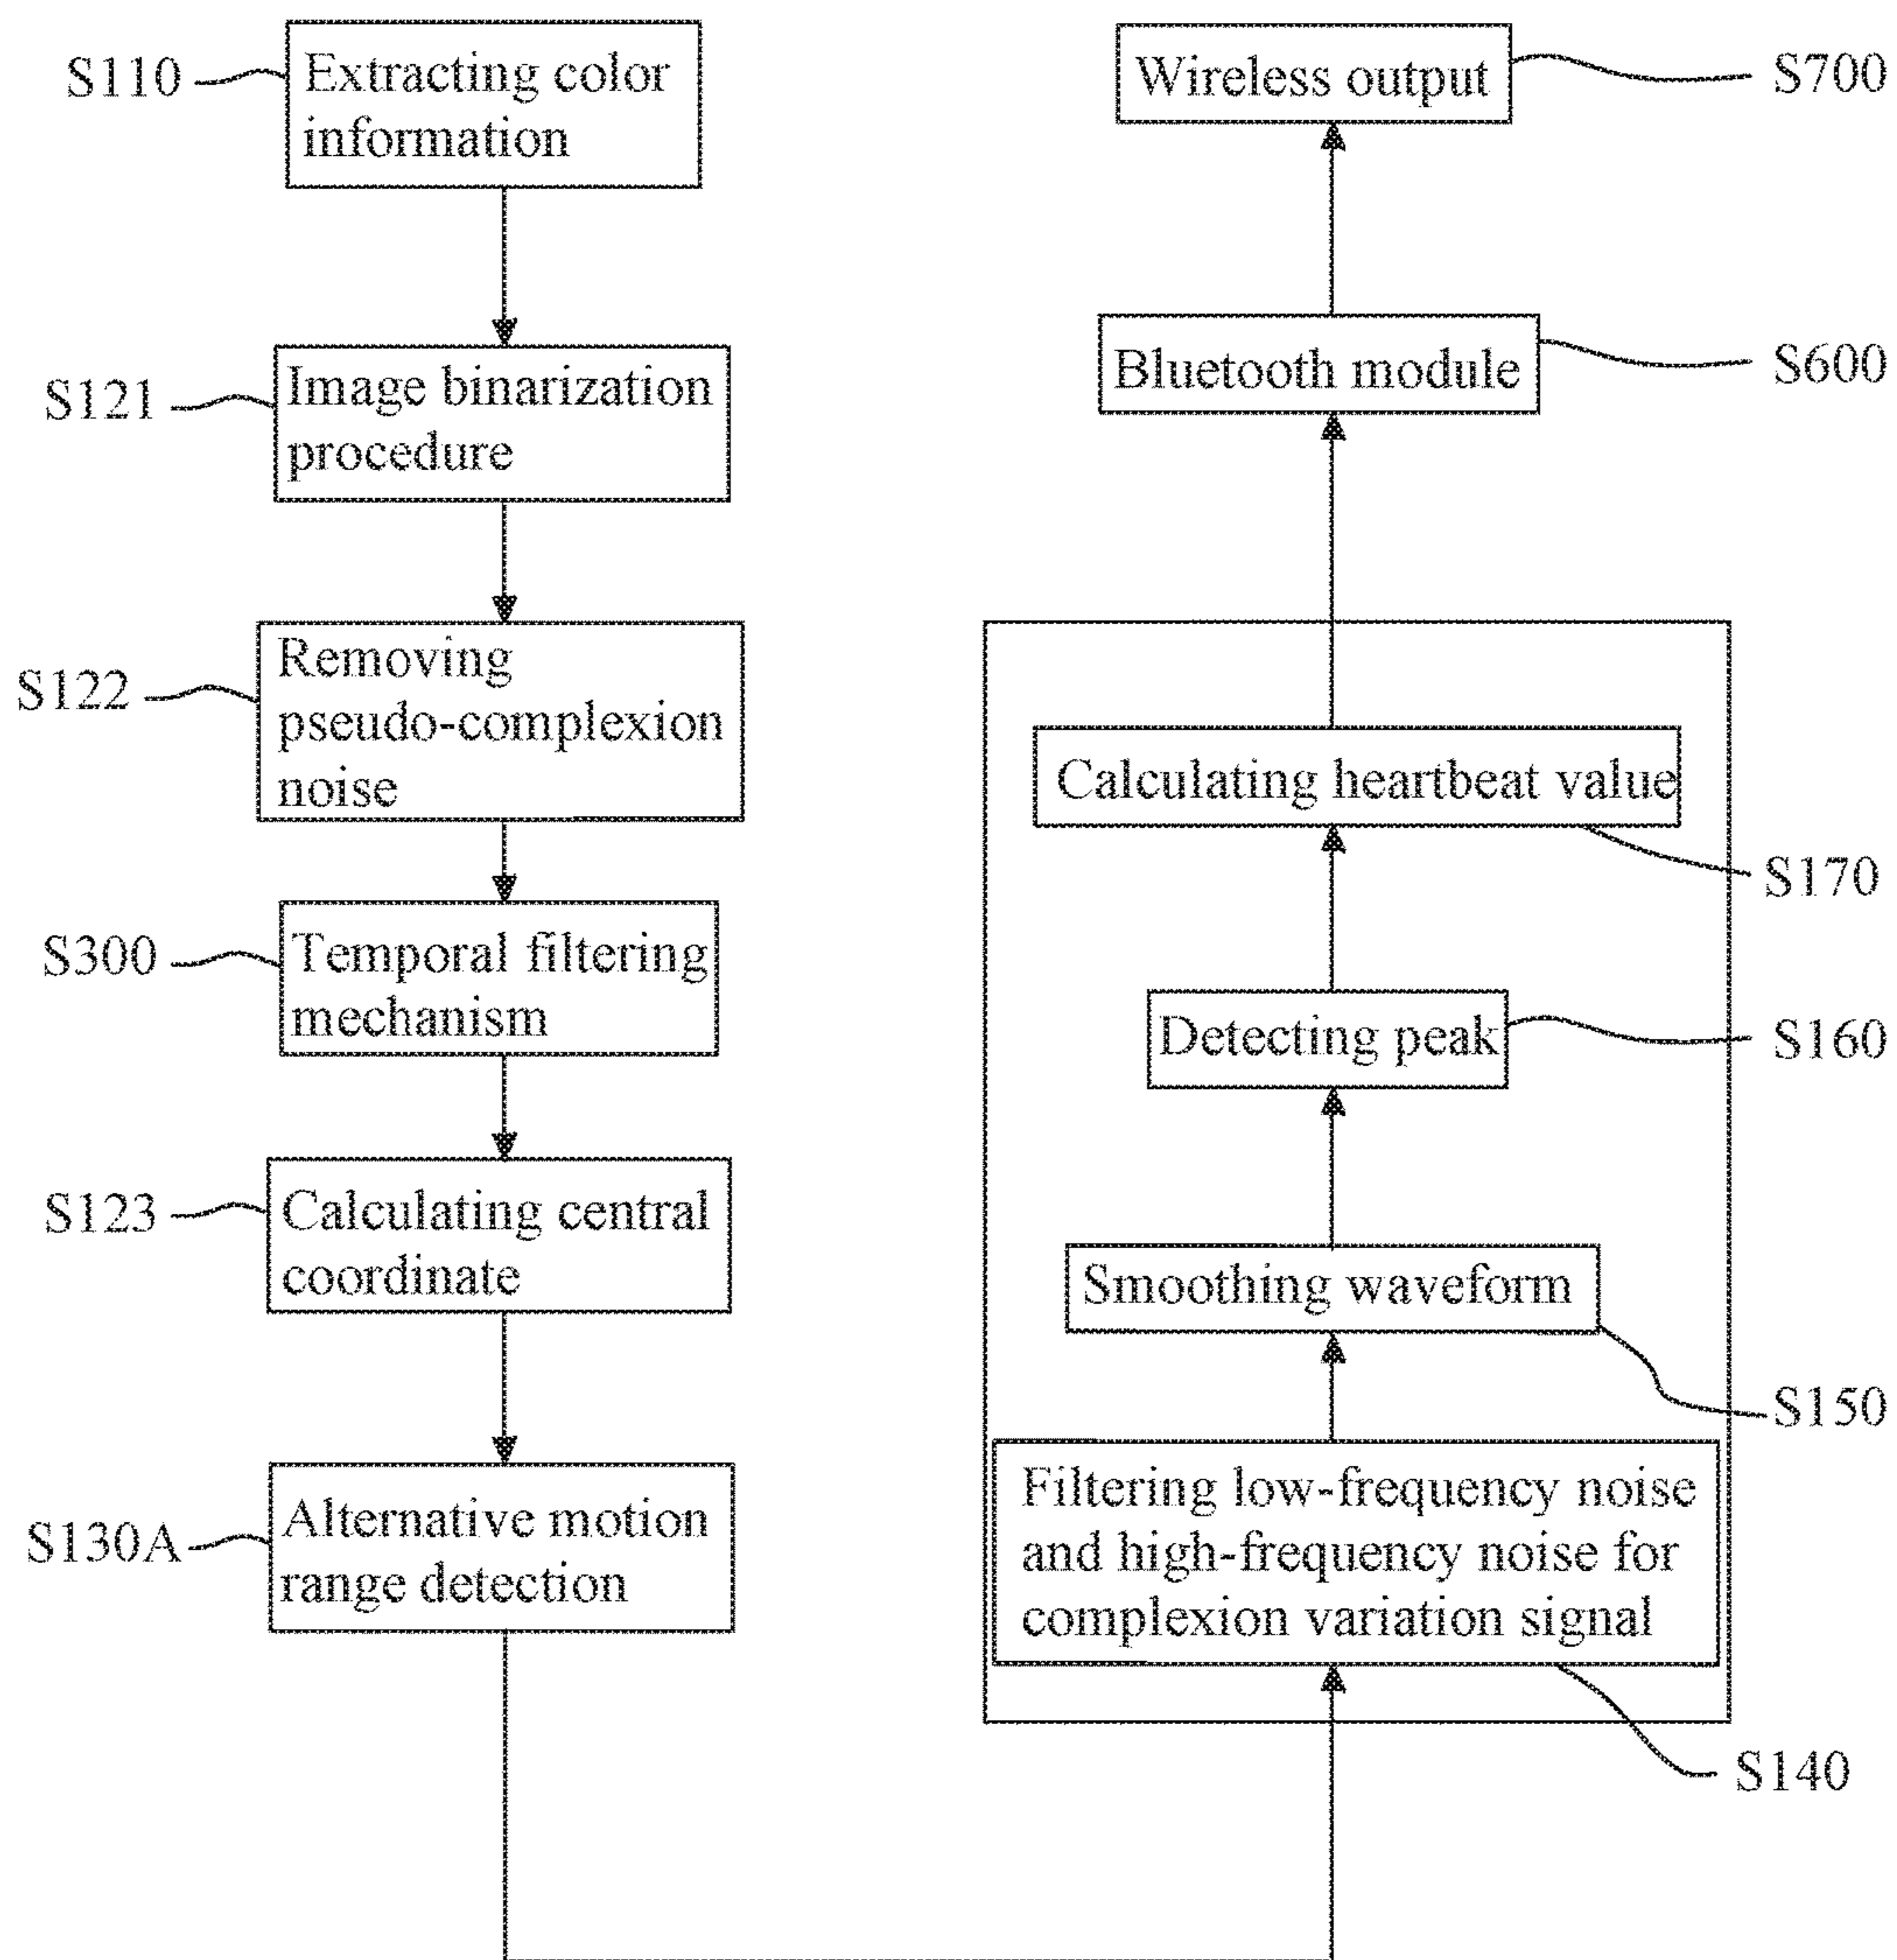 S110
Extracting color
information
S121
Image binarization
procedure
S122
Removing
pseudo-complexion
noise
S300
Temporal filtering
mechanism
S123
Calculating central
coordinate
S130A
Alternative motion
range detection
Wireless output
S700
Bluetooth module
S600
Calculating heartbeat value
S170
Detecting peak
S160
Smoothing waveform
S150
Filtering low-frequency noise
and high-frequency noise for
complexion variation signal
S140